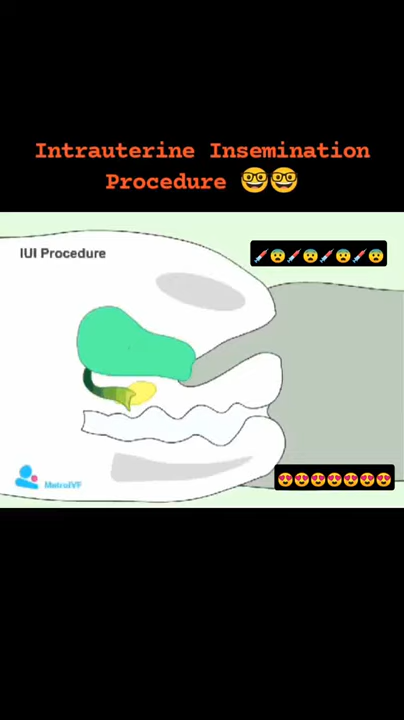 Intrauterine Insemination
Procedure 🤓🤓
IUI Procedure
💉😨💉😨💉😨💉😨
😍😍😍😍😍😍😍
MetroIVF